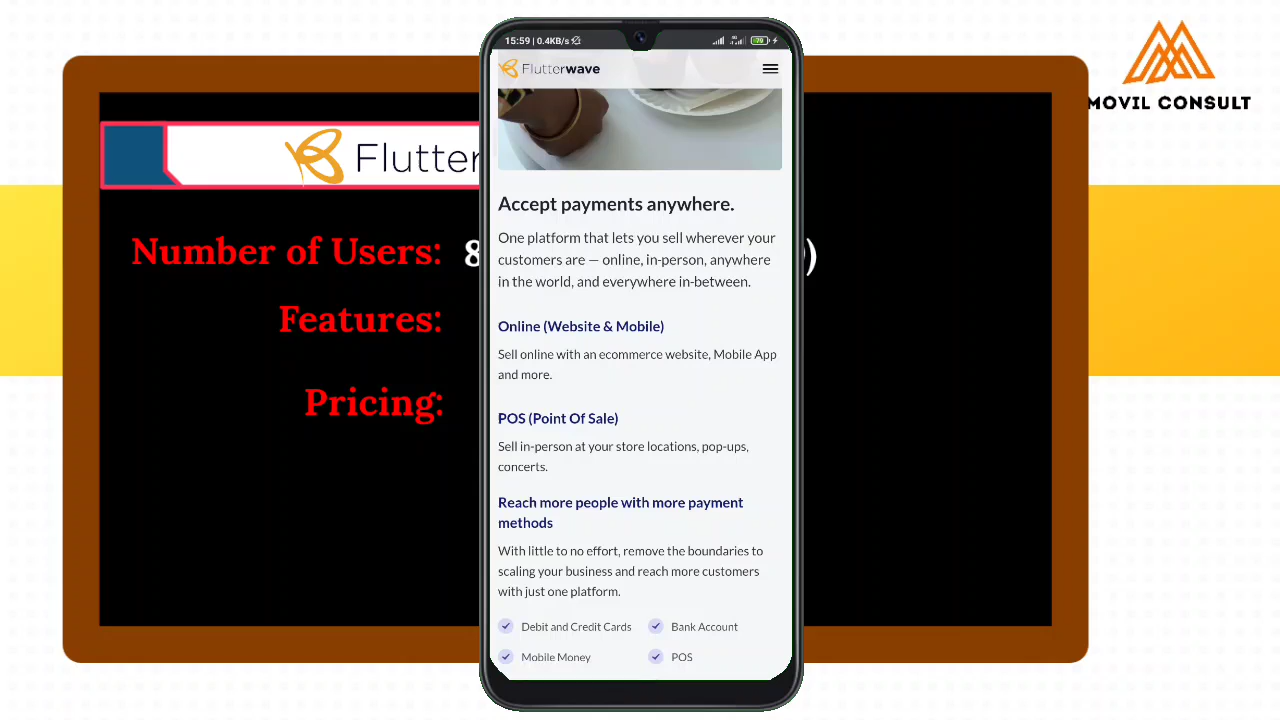 MOVIL CONSULT
Flutter
Number of Users: 8 )
Features:
Pricing:
15:59 | 0.4KB/s
79
Flutterwave
Accept payments anywhere.
One platform that lets you sell wherever your
customers are — online, in-person, anywhere
in the world, and everywhere in-between.
Online (Website & Mobile)
Sell online with an ecommerce website, Mobile App
and more.
POS (Point Of Sale)
Sell in-person at your store locations, pop-ups,
concerts.
Reach more people with more payment
methods
With little to no effort, remove the boundaries to
scaling your business and reach more customers
with just one platform.
Debit and Credit Cards
Bank Account
Mobile Money
POS